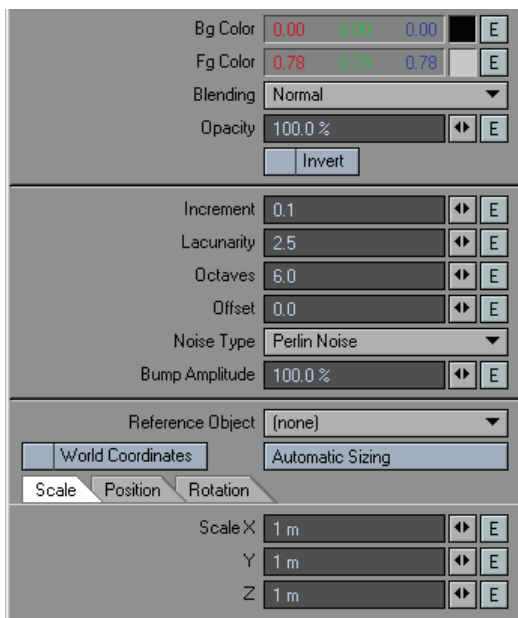 Bg Color 0.00 0.00 0.00 E
Fg Color 0.78 0.78 0.78 E
Blending Normal
Opacity 100.0 % E
Invert
Increment 0.1 E
Lacunarity 2.5 E
Octaves 6.0 E
Offset 0.0 E
Noise Type Perlin Noise
Bump Amplitude 100.0 % E
Reference Object (none)
World Coordinates Automatic Sizing
Scale Position Rotation
Scale X 1 m E
Y 1 m E
Z 1 m E